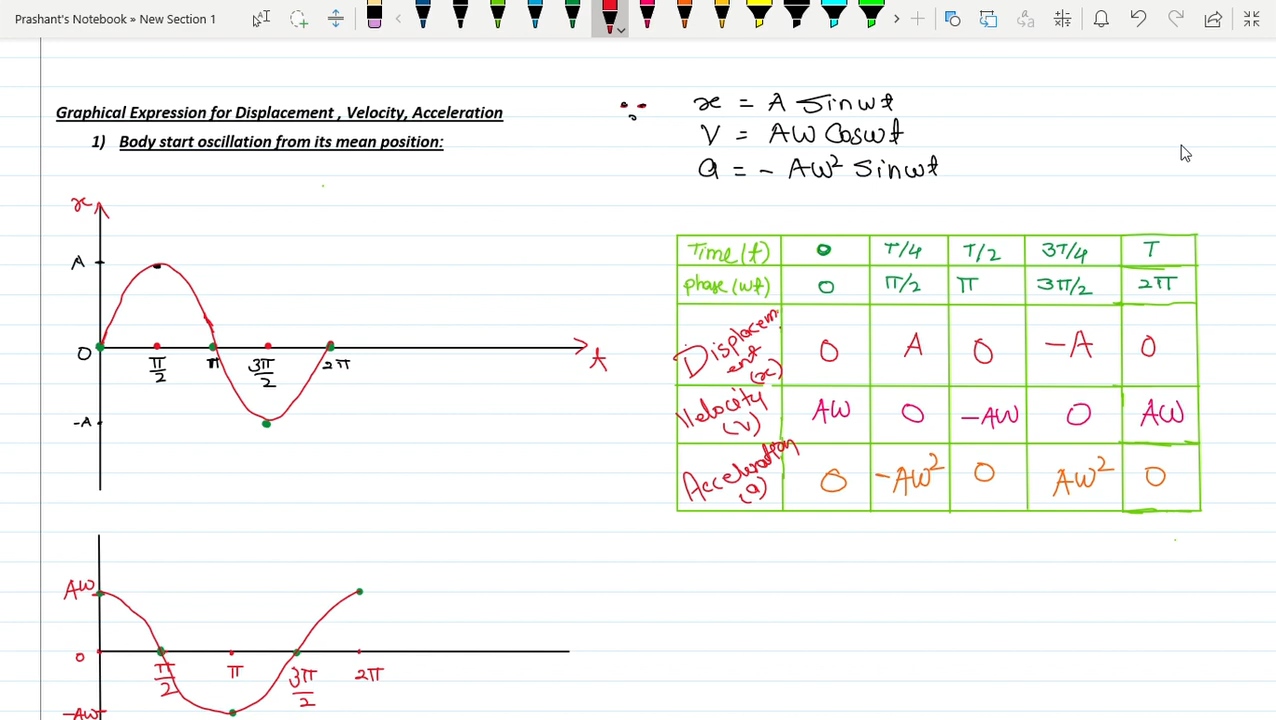 Prashant's Notebook » New Section 1
Graphical Expression for Displacement , Velocity, Acceleration
1) Body start oscillation from its mean position:
∵ x = A Sinωt
V = Aω Cosωt
a = - Aω² Sinωt
x
A
0
-A
π/2 π 3π/2 2π
t
Time(t) 0 T/4 T/2 3T/4 T
phase(ωt) 0 π/2 π 3π/2 2π
Displacement (x) 0 A 0 -A 0
Velocity (V) Aω 0 -Aω 0 Aω
Acceleration (a) 0 -Aω² 0 Aω² 0
Aω
0
π/2 π 3π/2 2π
-Aω